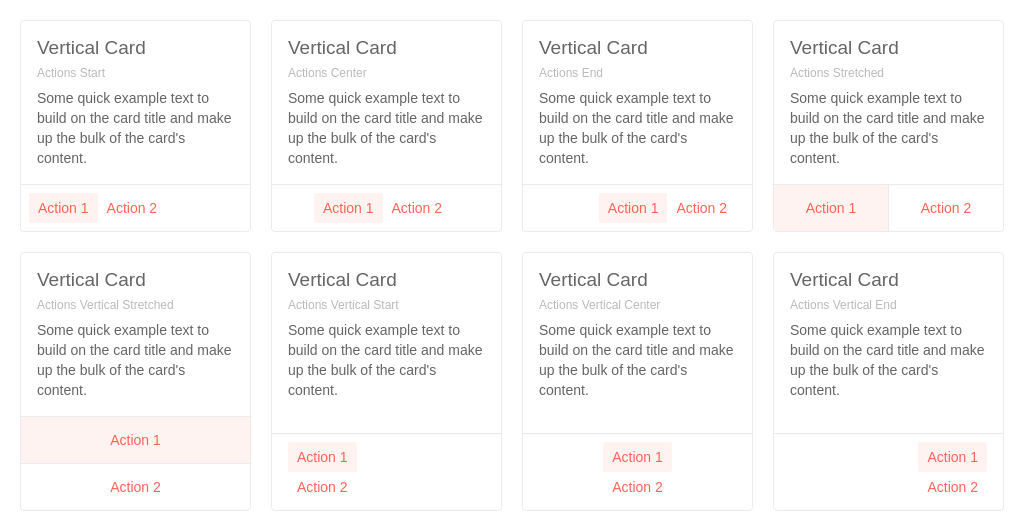 Vertical Card
Actions Start
Some quick example text to
build on the card title and make
up the bulk of the card's
content.
Action 1 Action 2
Vertical Card
Actions Center
Some quick example text to
build on the card title and make
up the bulk of the card's
content.
Action 1 Action 2
Vertical Card
Actions End
Some quick example text to
build on the card title and make
up the bulk of the card's
content.
Action 1 Action 2
Vertical Card
Actions Stretched
Some quick example text to
build on the card title and make
up the bulk of the card's
content.
Action 1 Action 2
Vertical Card
Actions Vertical Stretched
Some quick example text to
build on the card title and make
up the bulk of the card's
content.
Action 1
Action 2
Vertical Card
Actions Vertical Start
Some quick example text to
build on the card title and make
up the bulk of the card's
content.
Action 1
Action 2
Vertical Card
Actions Vertical Center
Some quick example text to
build on the card title and make
up the bulk of the card's
content.
Action 1
Action 2
Vertical Card
Actions Vertical End
Some quick example text to
build on the card title and make
up the bulk of the card's
content.
Action 1
Action 2